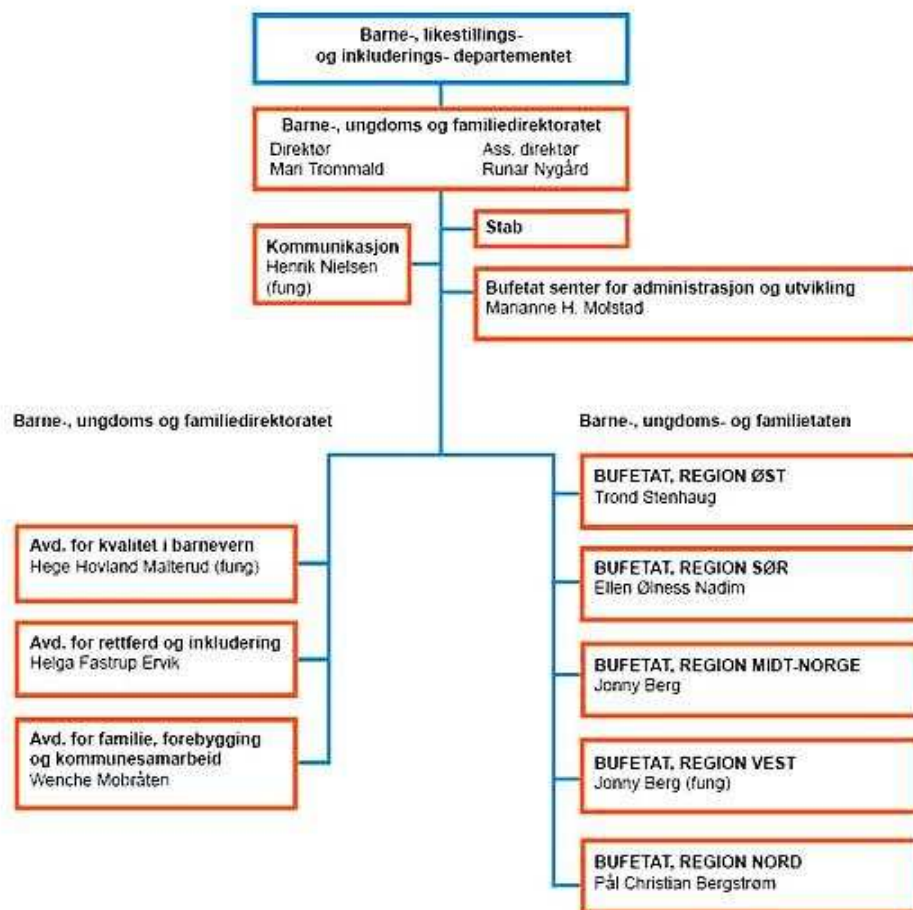 Barne-, likestillings-
og inkluderings- departementet
Barne-, ungdoms og familiedirektoratet
Direktør
Mari Trommald
Ass. direktør
Runar Nygård
Stab
Kommunikasjon
Henrik Nielsen
(fung)
Bufetat senter for administrasjon og utvikling
Marianne H. Molstad
Barne-, ungdoms og familiedirektoratet
Avd. for kvalitet i barnevern
Hege Hovland Malterud (fung)
Avd. for rettferd og inkludering
Helga Fastrup Ervik
Avd. for familie, forebygging
og kommunesamarbeid
Wenche Mobråten
Barne-, ungdoms- og familietaten
BUFETAT, REGION ØST
Trond Stenhaug
BUFETAT, REGION SØR
Ellen Ølness Nadim
BUFETAT, REGION MIDT-NORGE
Jonny Berg
BUFETAT, REGION VEST
Jonny Berg (fung)
BUFETAT, REGION NORD
Pål Christian Bergstrøm